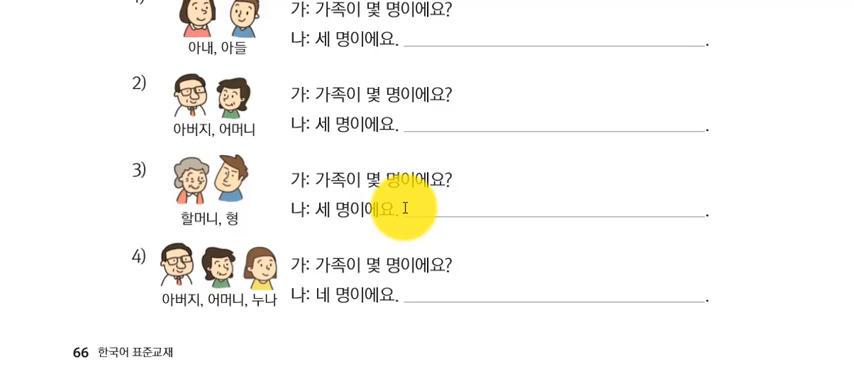 가: 가족이 몇 명이에요?
나: 세 명이에요. .
아내, 아들
2)
가: 가족이 몇 명이에요?
나: 세 명이에요. .
아버지, 어머니
3)
가: 가족이 몇 명이에요?
나: 세 명이에요. .
할머니, 형
4)
가: 가족이 몇 명이에요?
나: 네 명이에요. .
아버지, 어머니, 누나
66 한국어 표준교재